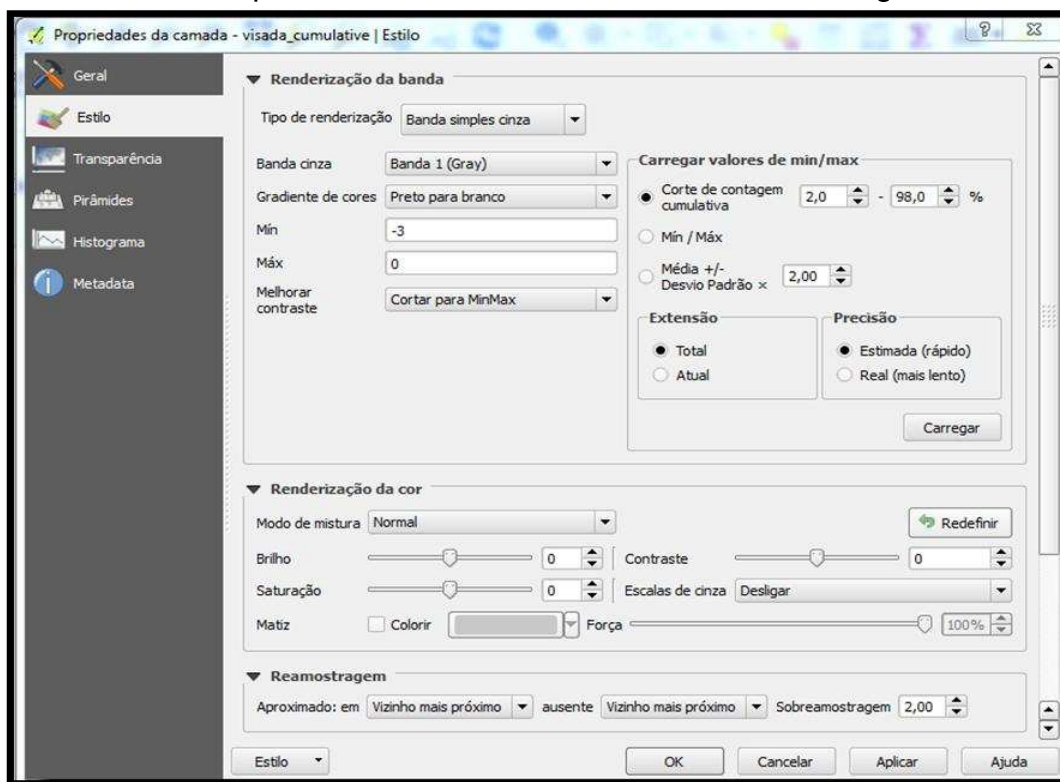 Propriedades da camada - visada_cumulative | Estilo
Geral
Estilo
Transparência
Pirâmides
Histograma
Metadata
Renderização da banda
Tipo de renderização Banda simples cinza
Banda cinza Banda 1 (Gray)
Gradiente de cores Preto para branco
Mín -3
Máx 0
Melhorar contraste Cortar para MinMax
Carregar valores de min/max
Corte de contagem cumulativa 2,0 - 98,0 %
Mín / Máx
Média +/-
Desvio Padrão × 2,00
Extensão
Total
Atual
Precisão
Estimada (rápido)
Real (mais lento)
Carregar
Renderização da cor
Modo de mistura Normal Redefinir
Brilho 0 Contraste 0
Saturação 0 Escalas de cinza Desligar
Matiz Colorir Força 100%
Reamostragem
Aproximado: em Vizinho mais próximo ausente Vizinho mais próximo Sobreamostragem 2,00
Estilo OK Cancelar Aplicar Ajuda